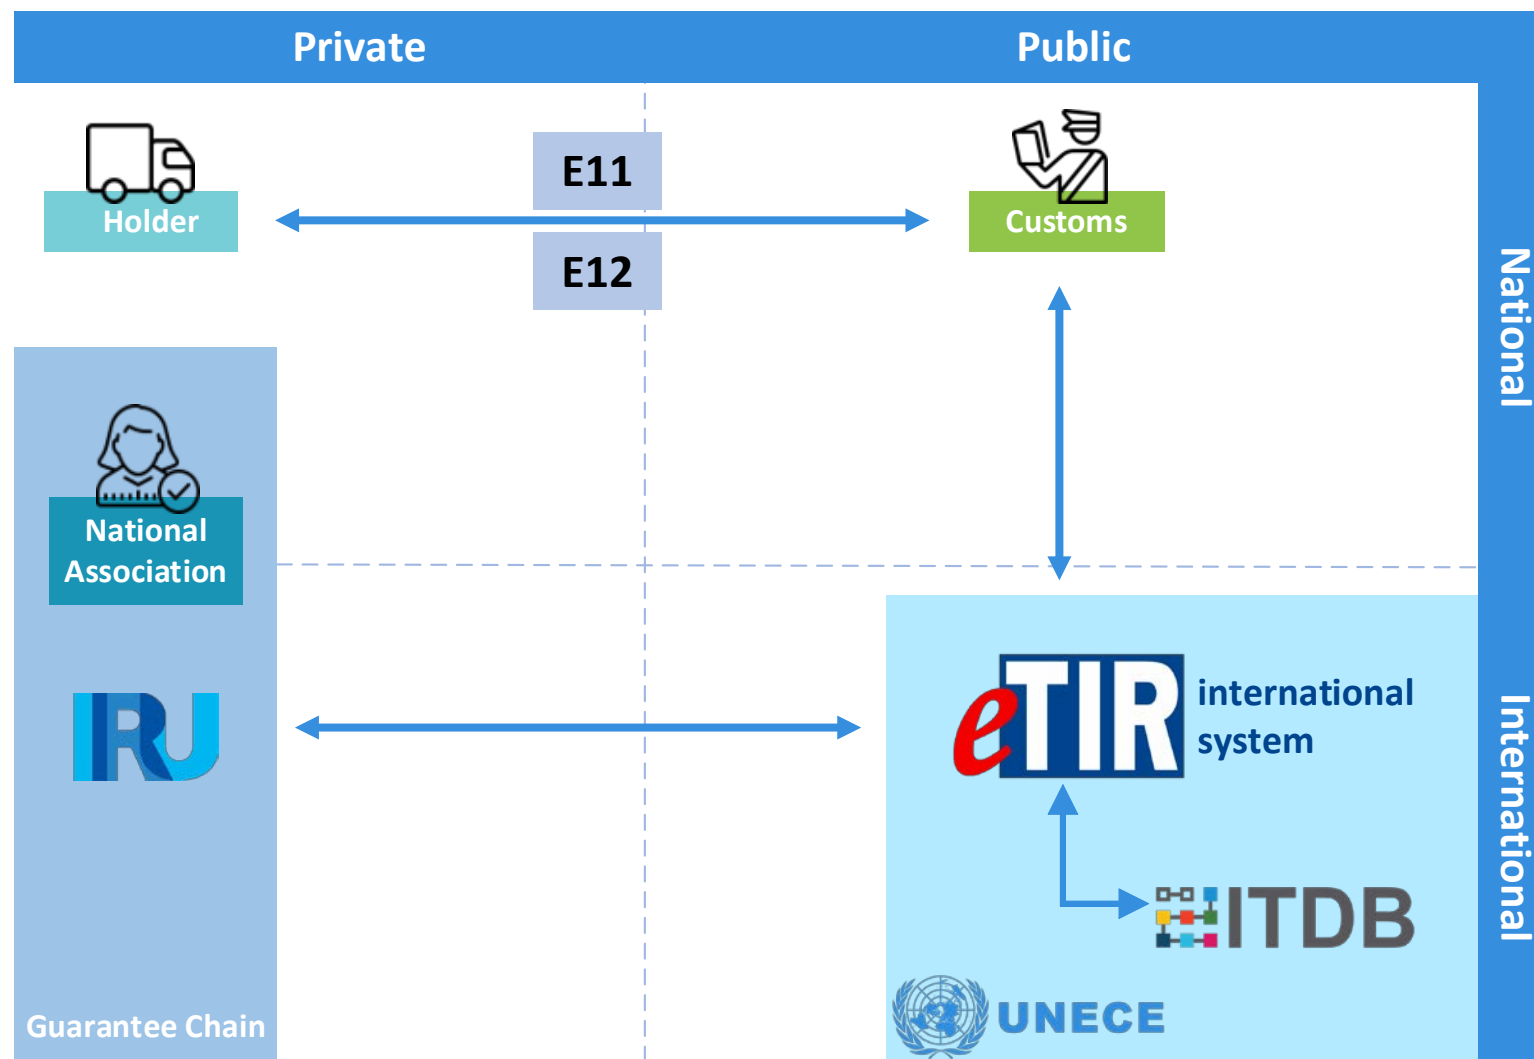 Private
Public
E11
Holder
Customs
E12
National
National
Association
IRU
eTIR
international
system
International
ITDB
Guarantee Chain
UNECE